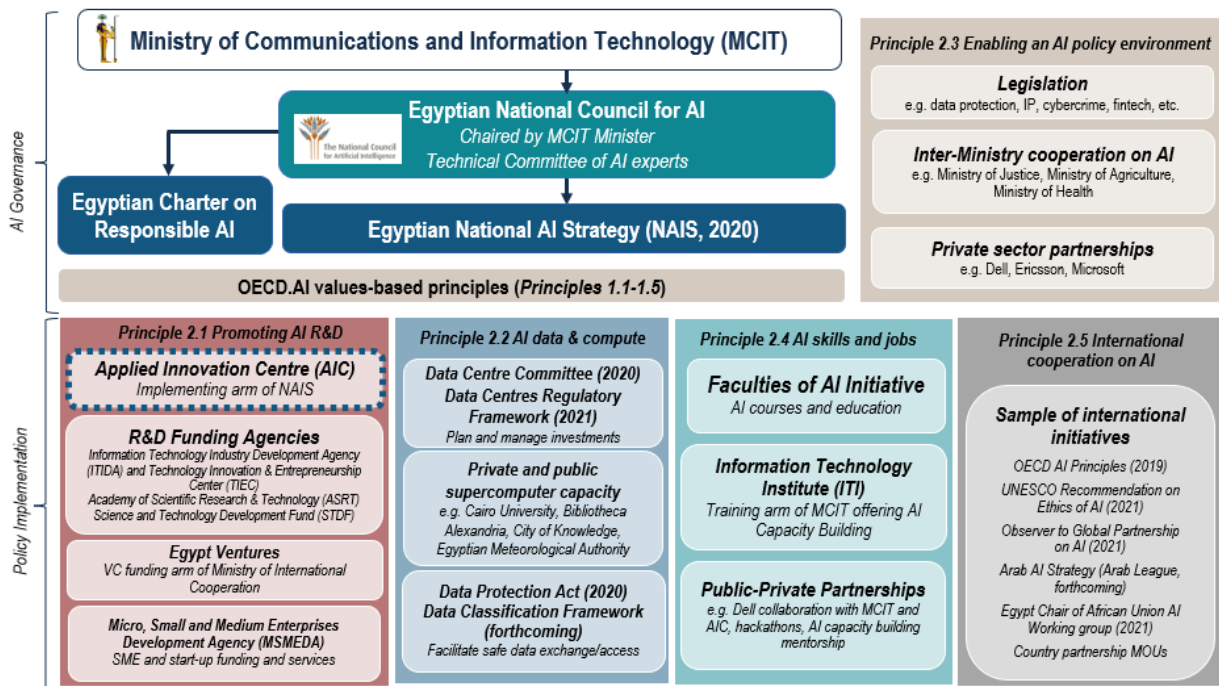 Ministry of Communications and Information Technology (MCIT)
Egyptian National Council for AI
Chaired by MCIT Minister
Technical Committee of AI experts
The National Council
for Artificial Intelligence
Egyptian Charter on
Responsible AI
Egyptian National AI Strategy (NAIS, 2020)
OECD.AI values-based principles (Principles 1.1-1.5)
AI Governance
Principle 2.3 Enabling an AI policy environment
Legislation
e.g. data protection, IP, cybercrime, fintech, etc.
Inter-Ministry cooperation on AI
e.g. Ministry of Justice, Ministry of Agriculture,
Ministry of Health
Private sector partnerships
e.g. Dell, Ericsson, Microsoft
Policy Implementation
Principle 2.1 Promoting AI R&D
Applied Innovation Centre (AIC)
Implementing arm of NAIS
R&D Funding Agencies
Information Technology Industry Development Agency
(ITIDA) and Technology Innovation & Entrepreneurship
Center (TIEC)
Academy of Scientific Research & Technology (ASRT)
Science and Technology Development Fund (STDF)
Egypt Ventures
VC funding arm of Ministry of International
Cooperation
Micro, Small and Medium Enterprises
Development Agency (MSMEDA)
SME and start-up funding and services
Principle 2.2 AI data & compute
Data Centre Committee (2020)
Data Centres Regulatory
Framework (2021)
Plan and manage investments
Private and public
supercomputer capacity
e.g. Cairo University, Bibliotheca
Alexandria, City of Knowledge,
Egyptian Meteorological Authority
Data Protection Act (2020)
Data Classification Framework
(forthcoming)
Facilitate safe data exchange/access
Principle 2.4 AI skills and jobs
Faculties of AI Initiative
AI courses and education
Information Technology
Institute (ITI)
Training arm of MCIT offering AI
Capacity Building
Public-Private Partnerships
e.g. Dell collaboration with MCIT and
AIC, hackathons, AI capacity building
mentorship
Principle 2.5 International
cooperation on AI
Sample of international
initiatives
OECD AI Principles (2019)
UNESCO Recommendation on
Ethics of AI (2021)
Observer to Global Partnership
on AI (2021)
Arab AI Strategy (Arab League,
forthcoming)
Egypt Chair of African Union AI
Working group (2021)
Country partnership MOUs